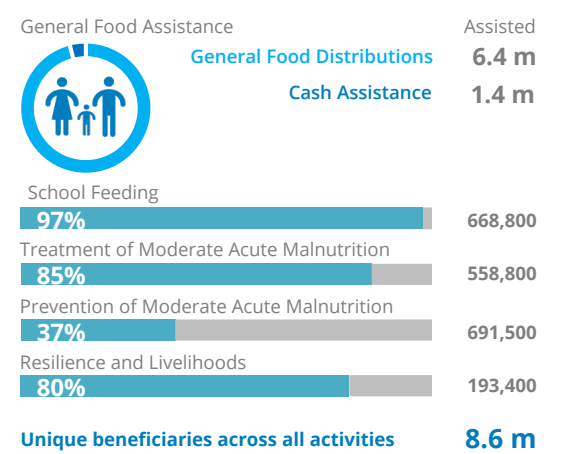 General Food Assistance Assisted
General Food Distributions 6.4 m
Cash Assistance 1.4 m
School Feeding
97% 668,800
Treatment of Moderate Acute Malnutrition
85% 558,800
Prevention of Moderate Acute Malnutrition
37% 691,500
Resilience and Livelihoods
80% 193,400
Unique beneficiaries across all activities 8.6 m